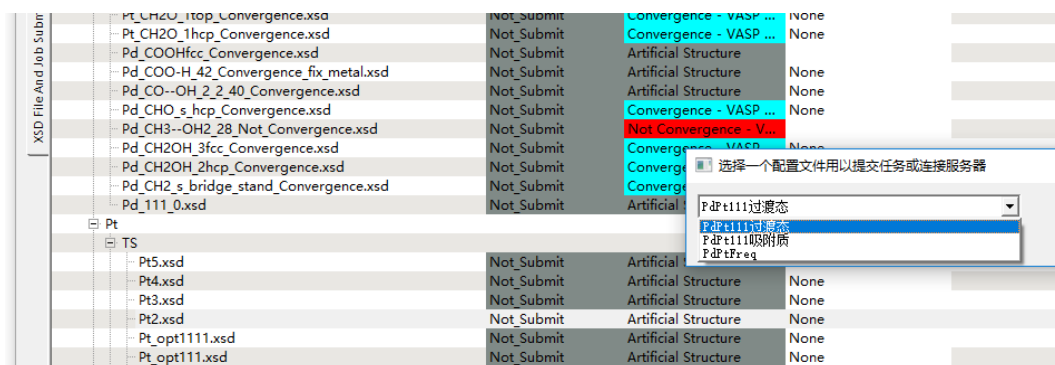 Pt_CH2O_1top_Convergence.xsd Not_Submit Convergence - VASP ... None
Pt_CH2O_1hcp_Convergence.xsd Not_Submit Convergence - VASP ... None
Pd_COOHfcc_Convergence.xsd Not_Submit Artificial Structure
Pd_COO-H_42_Convergence_fix_metal.xsd Not_Submit Artificial Structure None
Pd_CO--OH_2_2_40_Convergence.xsd Not_Submit Artificial Structure None
Pd_CHO_s_hcp_Convergence.xsd Not_Submit Convergence - VASP ... None
Pd_CH3--OH2_28_Not_Convergence.xsd Not_Submit Not Convergence - V...
Pd_CH2OH_3fcc_Convergence.xsd Not_Submit Convergence - VASP ... None
Pd_CH2OH_2hcp_Convergence.xsd Not_Submit Converge
Pd_CH2_s_bridge_stand_Convergence.xsd Not_Submit Converge
Pd_111_0.xsd Not_Submit Artificial
XSD File And Job Subm
选择一个配置文件用以提交任务或连接服务器
PdPt111过渡态
PdPt111过渡态
PdPt111吸附质
PdPtFreq
Pt
TS
Pt5.xsd Not_Submit Artificial
Pt4.xsd Not_Submit Artificial Structure None
Pt3.xsd Not_Submit Artificial Structure None
Pt2.xsd Not_Submit Artificial Structure None
Pt_opt1111.xsd Not_Submit Artificial Structure None
Pt_opt111.xsd Not_Submit Artificial Structure None